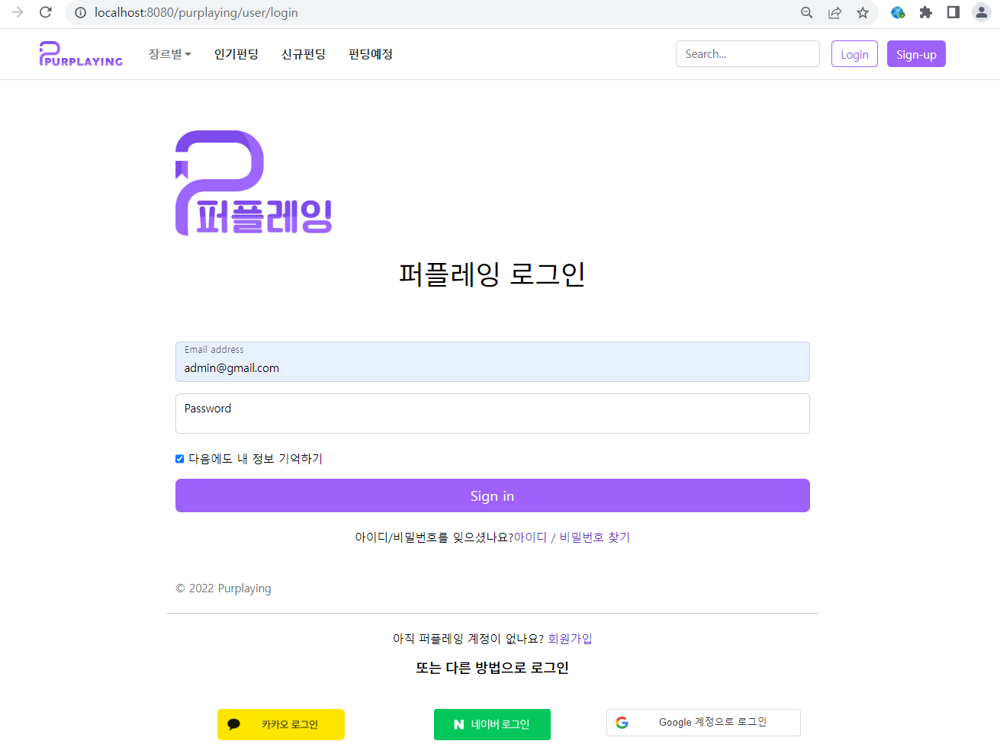 localhost:8080/purplaying/user/login
PURPLAYING 장르별 인기펀딩 신규펀딩 펀딩예정 Search... Login Sign-up
퍼플레잉
퍼플레잉 로그인
Email address
admin@gmail.com
Password
다음에도 내 정보 기억하기
Sign in
아이디/비밀번호를 잊으셨나요?아이디 / 비밀번호 찾기
© 2022 Purplaying
아직 퍼플레잉 계정이 없나요? 회원가입
또는 다른 방법으로 로그인
카카오 로그인 N 네이버 로그인 G Google 계정으로 로그인